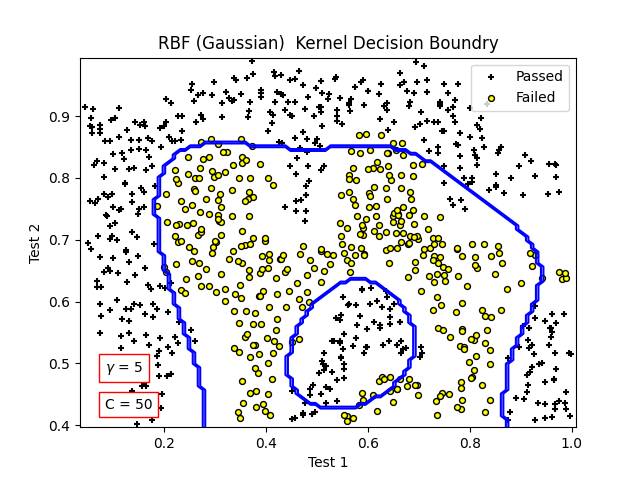 RBF (Gaussian)  Kernel Decision Boundry
Passed
Failed
Test 2
0.9
0.8
0.7
0.6
0.5
0.4
γ = 5
C = 50
0.2
0.4
0.6
0.8
1.0
Test 1